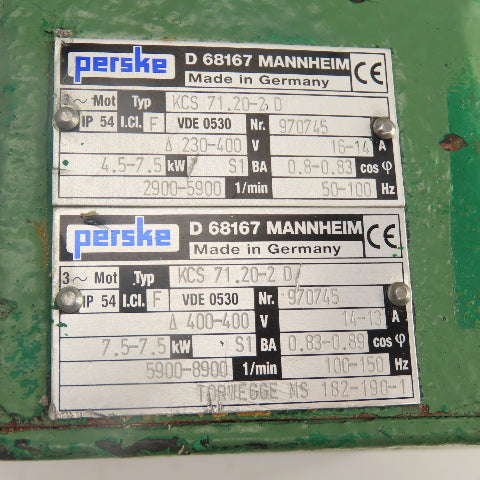 perske D 68167 MANNHEIM CE
Made in Germany
3~ Mot Typ KCS 71.20-2 D
IP 54 I.Cl. F VDE 0530 Nr. 970745
Δ 230-400 V 16-14 A
4.5-7.5 kW S1 BA 0.8-0.83 cos φ
2900-5900 1/min 50-100 Hz
perske D 68167 MANNHEIM CE
Made in Germany
3~ Mot Typ KCS 71.20-2 D
IP 54 I.Cl. F VDE 0530 Nr. 970745
Δ 400-400 V 14-13 A
7.5-7.5 kW S1 BA 0.83-0.89 cos φ
5900-8900 1/min 100-150 Hz
TORWEGGE MS 182-190-1